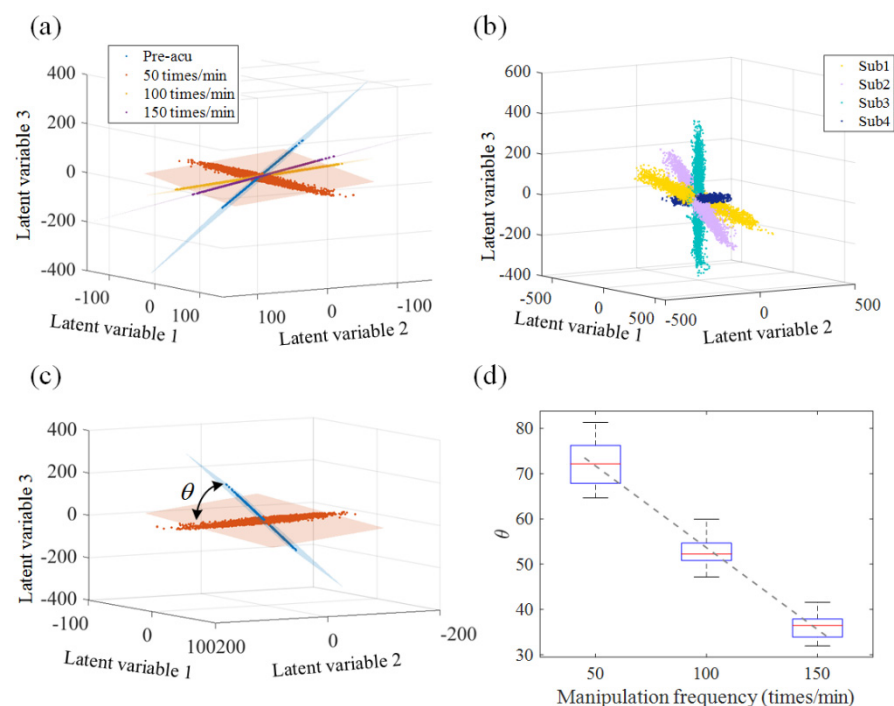 (a)
Pre-acu
50 times/min
100 times/min
150 times/min
400
200
0
-200
-400
Latent variable 3
-100
0
100
Latent variable 1
100
0
-100
Latent variable 2
(b)
Sub1
Sub2
Sub3
Sub4
600
400
200
0
-200
-400
Latent variable 3
-500
0
500
Latent variable 1
-500
0
500
Latent variable 2
(c)
θ
400
200
0
-200
-400
Latent variable 3
-100
0
100
Latent variable 1
200
0
-200
Latent variable 2
(d)
80
70
60
50
40
30
θ
50
100
150
Manipulation frequency (times/min)